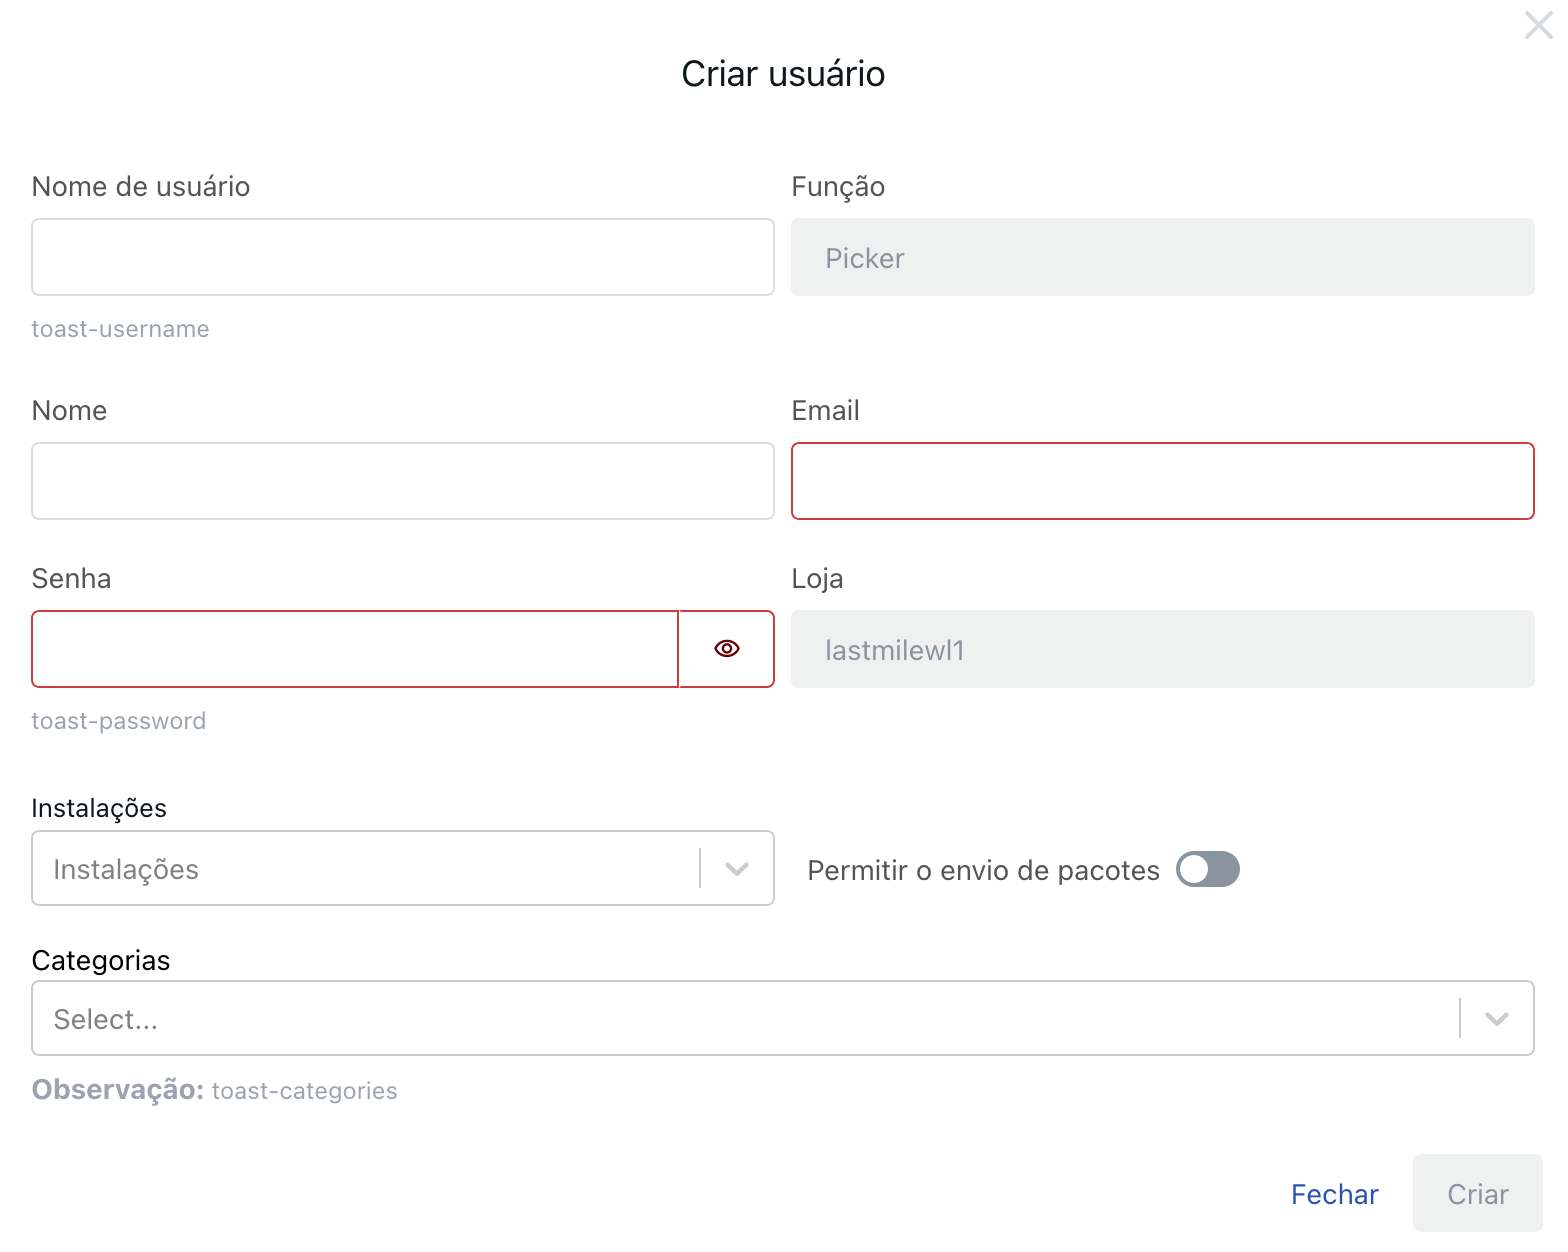 Criar usuário
Nome de usuário
Função
Picker
toast-username
Nome
Email
Senha
Loja
lastmilewl1
toast-password
Instalações
Instalações
Permitir o envio de pacotes
Categorias
Select...
Observação: toast-categories
Fechar
Criar